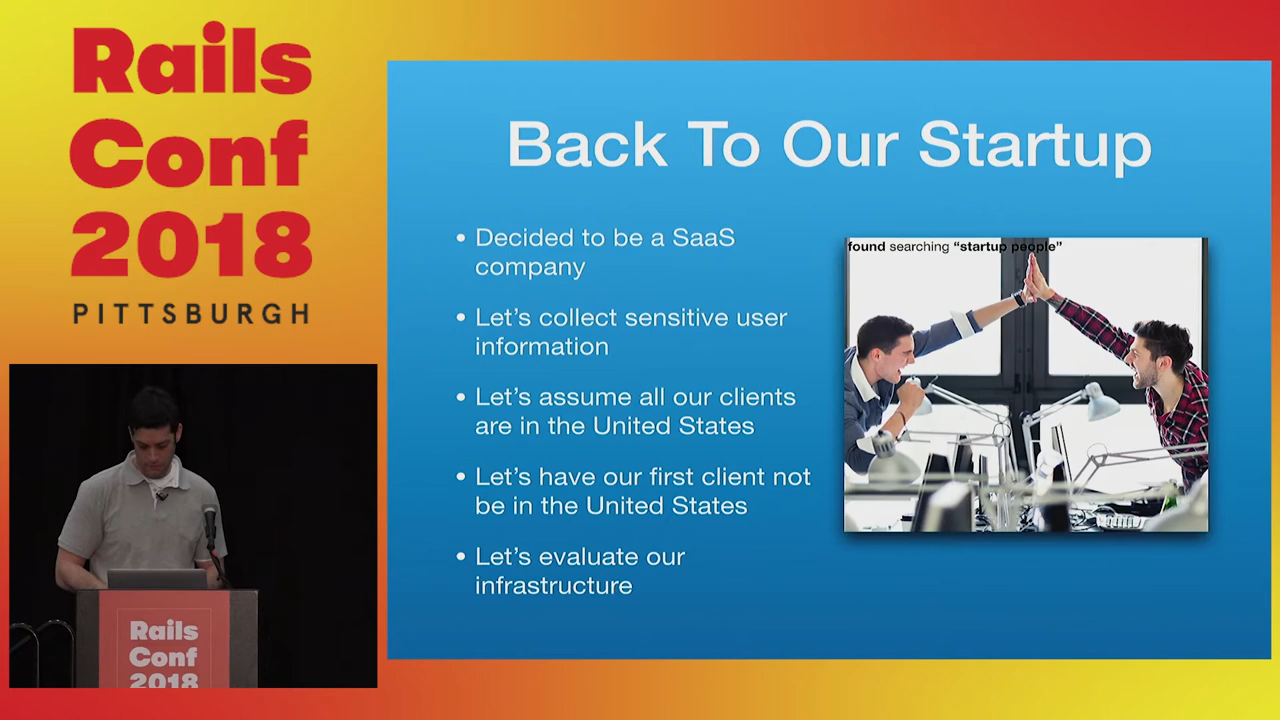 Rails
Conf
2018
PITTSBURGH
Back To Our Startup
• Decided to be a SaaS
company
• Let’s collect sensitive user
information
• Let’s assume all our clients
are in the United States
• Let’s have our first client not
be in the United States
• Let’s evaluate our
infrastructure
found searching “startup people”
Rails
Conf
2018